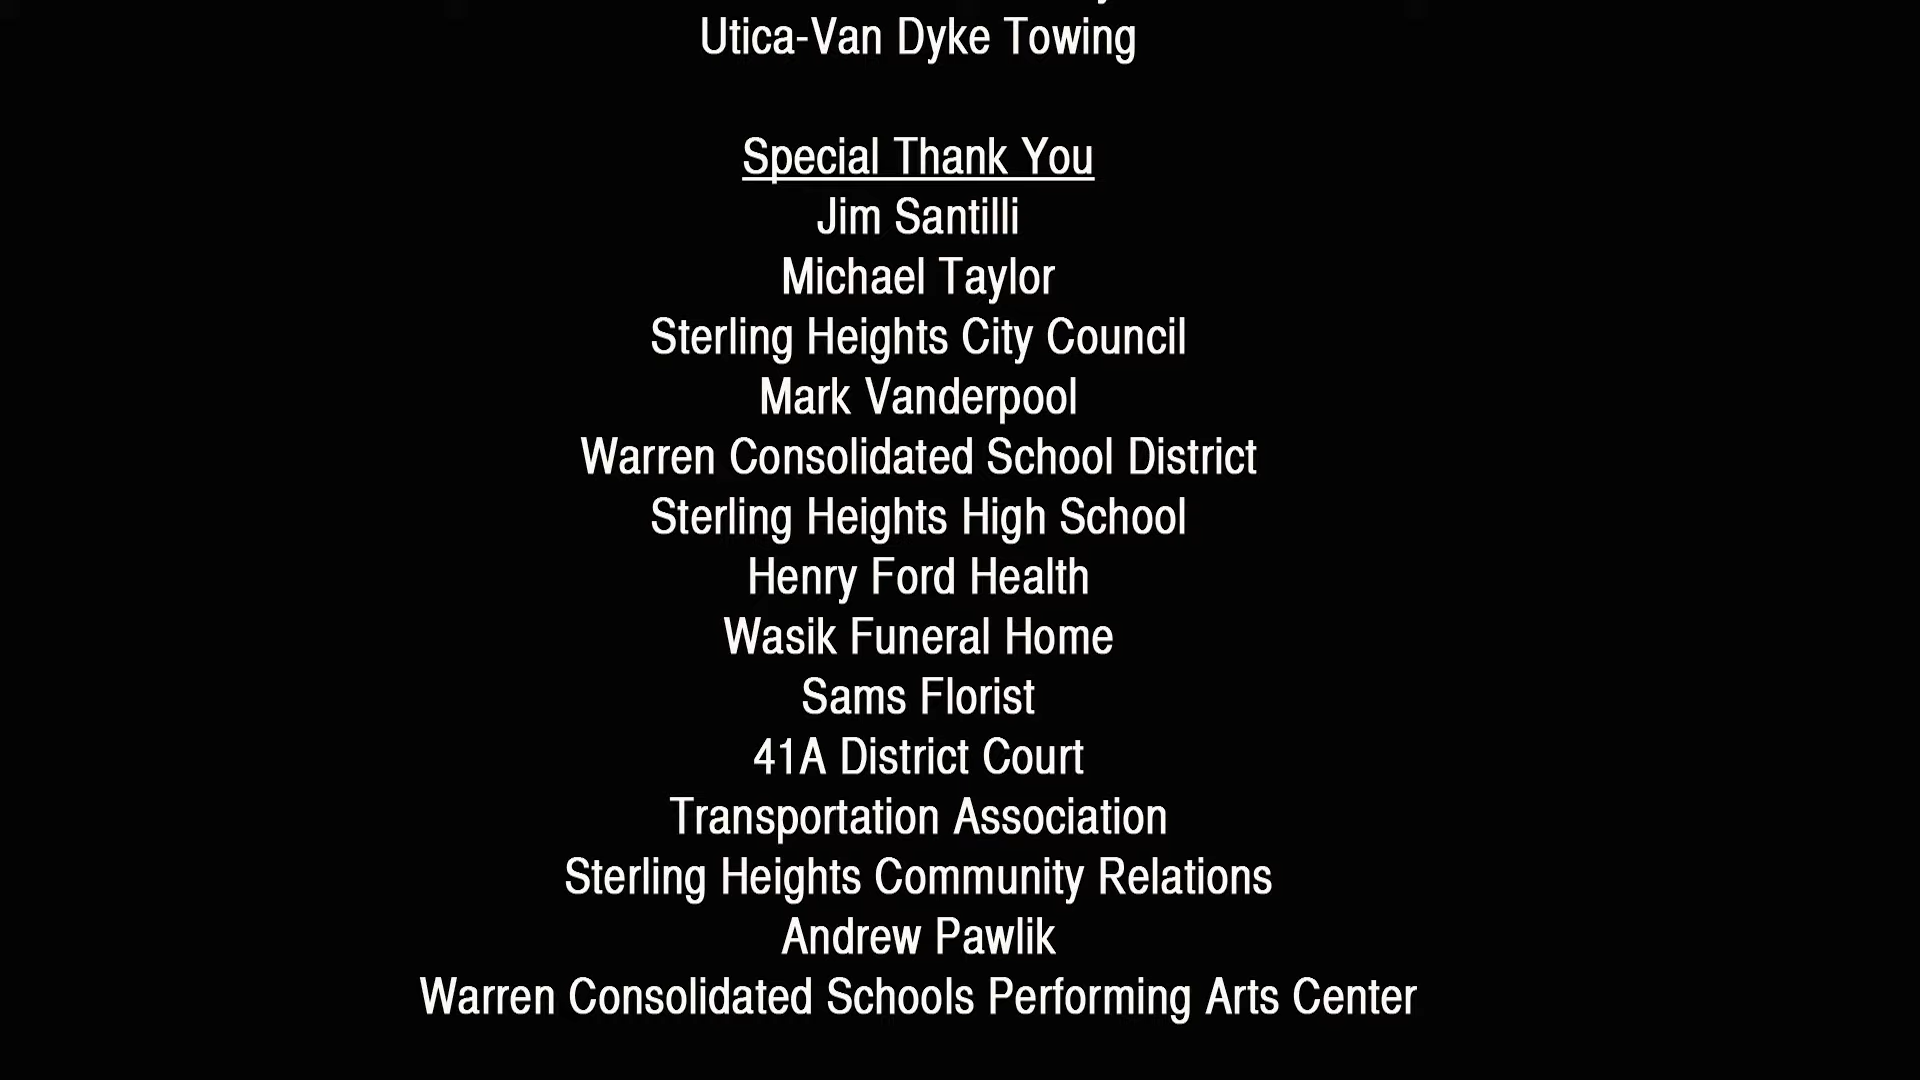 Utica-Van Dyke Towing
Special Thank You
Jim Santilli
Michael Taylor
Sterling Heights City Council
Mark Vanderpool
Warren Consolidated School District
Sterling Heights High School
Henry Ford Health
Wasik Funeral Home
Sams Florist
41A District Court
Transportation Association
Sterling Heights Community Relations
Andrew Pawlik
Warren Consolidated Schools Performing Arts Center